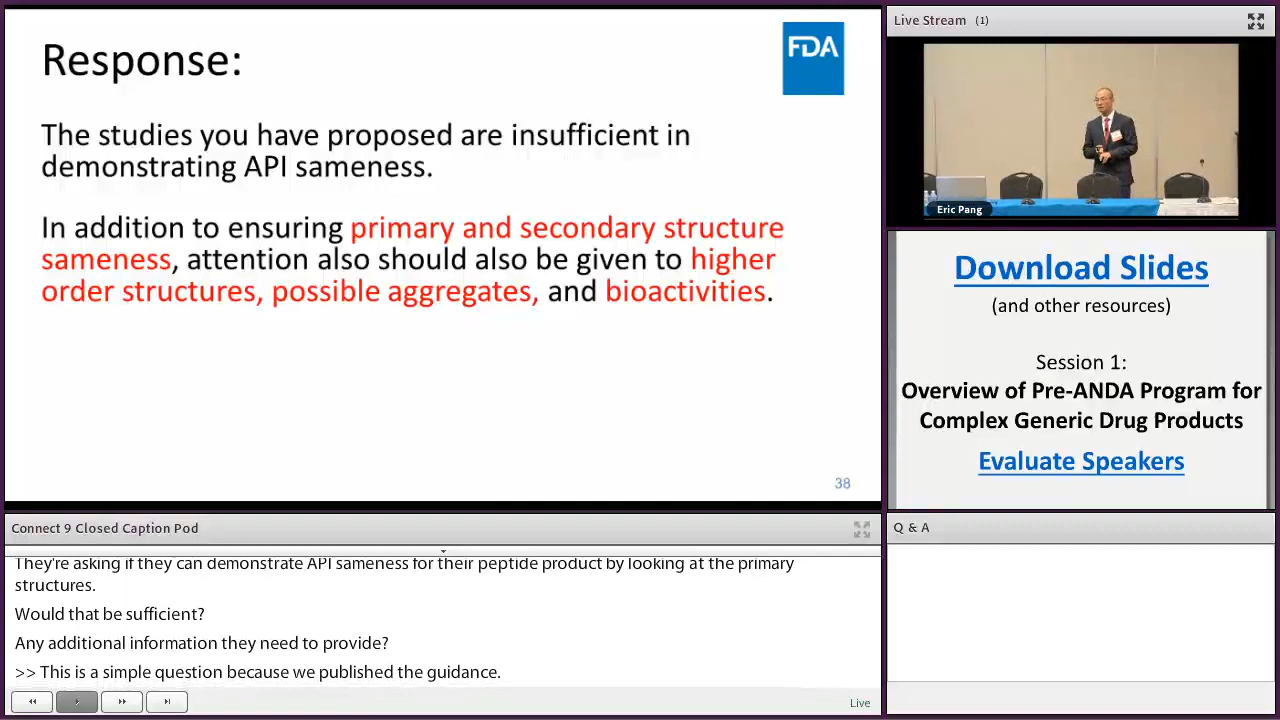 Response:
FDA
The studies you have proposed are insufficient in
demonstrating API sameness.
In addition to ensuring primary and secondary structure
sameness, attention also should also be given to higher
order structures, possible aggregates, and bioactivities.
38
Live Stream (1)
Eric Pang
Download Slides
(and other resources)
Session 1:
Overview of Pre-ANDA Program for
Complex Generic Drug Products
Evaluate Speakers
Connect 9 Closed Caption Pod
They're asking if they can demonstrate API sameness for their peptide product by looking at the primary
structures.
Would that be sufficient?
Any additional information they need to provide?
>> This is a simple question because we published the guidance.
Live
Q & A